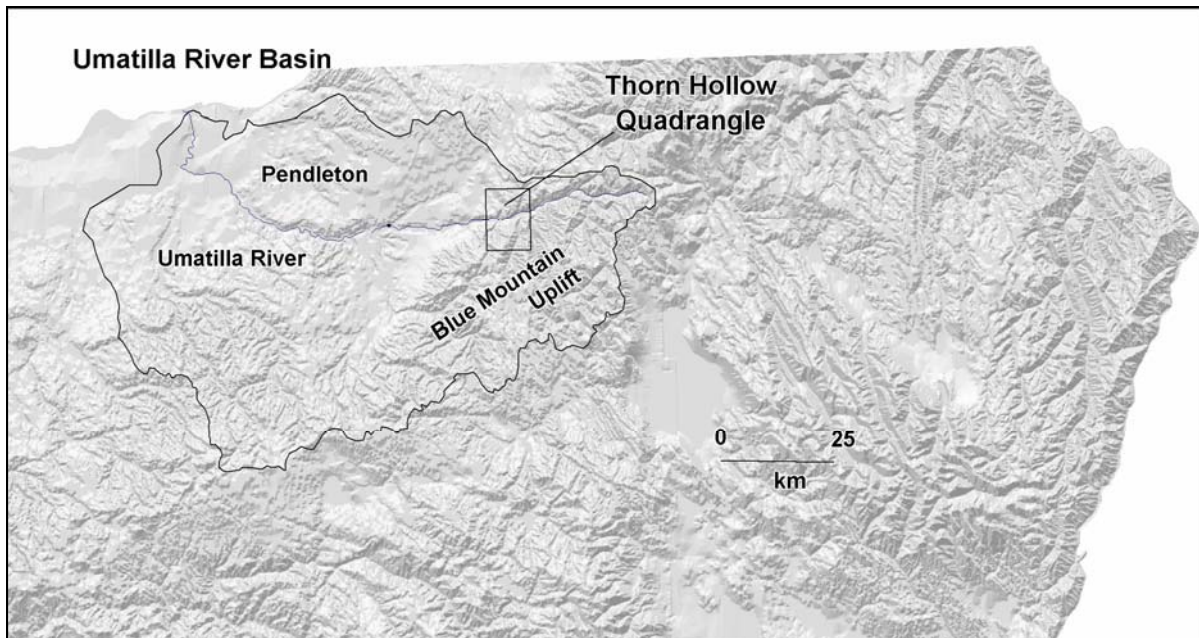 Umatilla River Basin
Thorn Hollow
Quadrangle
Pendleton
Umatilla River
Blue Mountain
Uplift
0 25
km